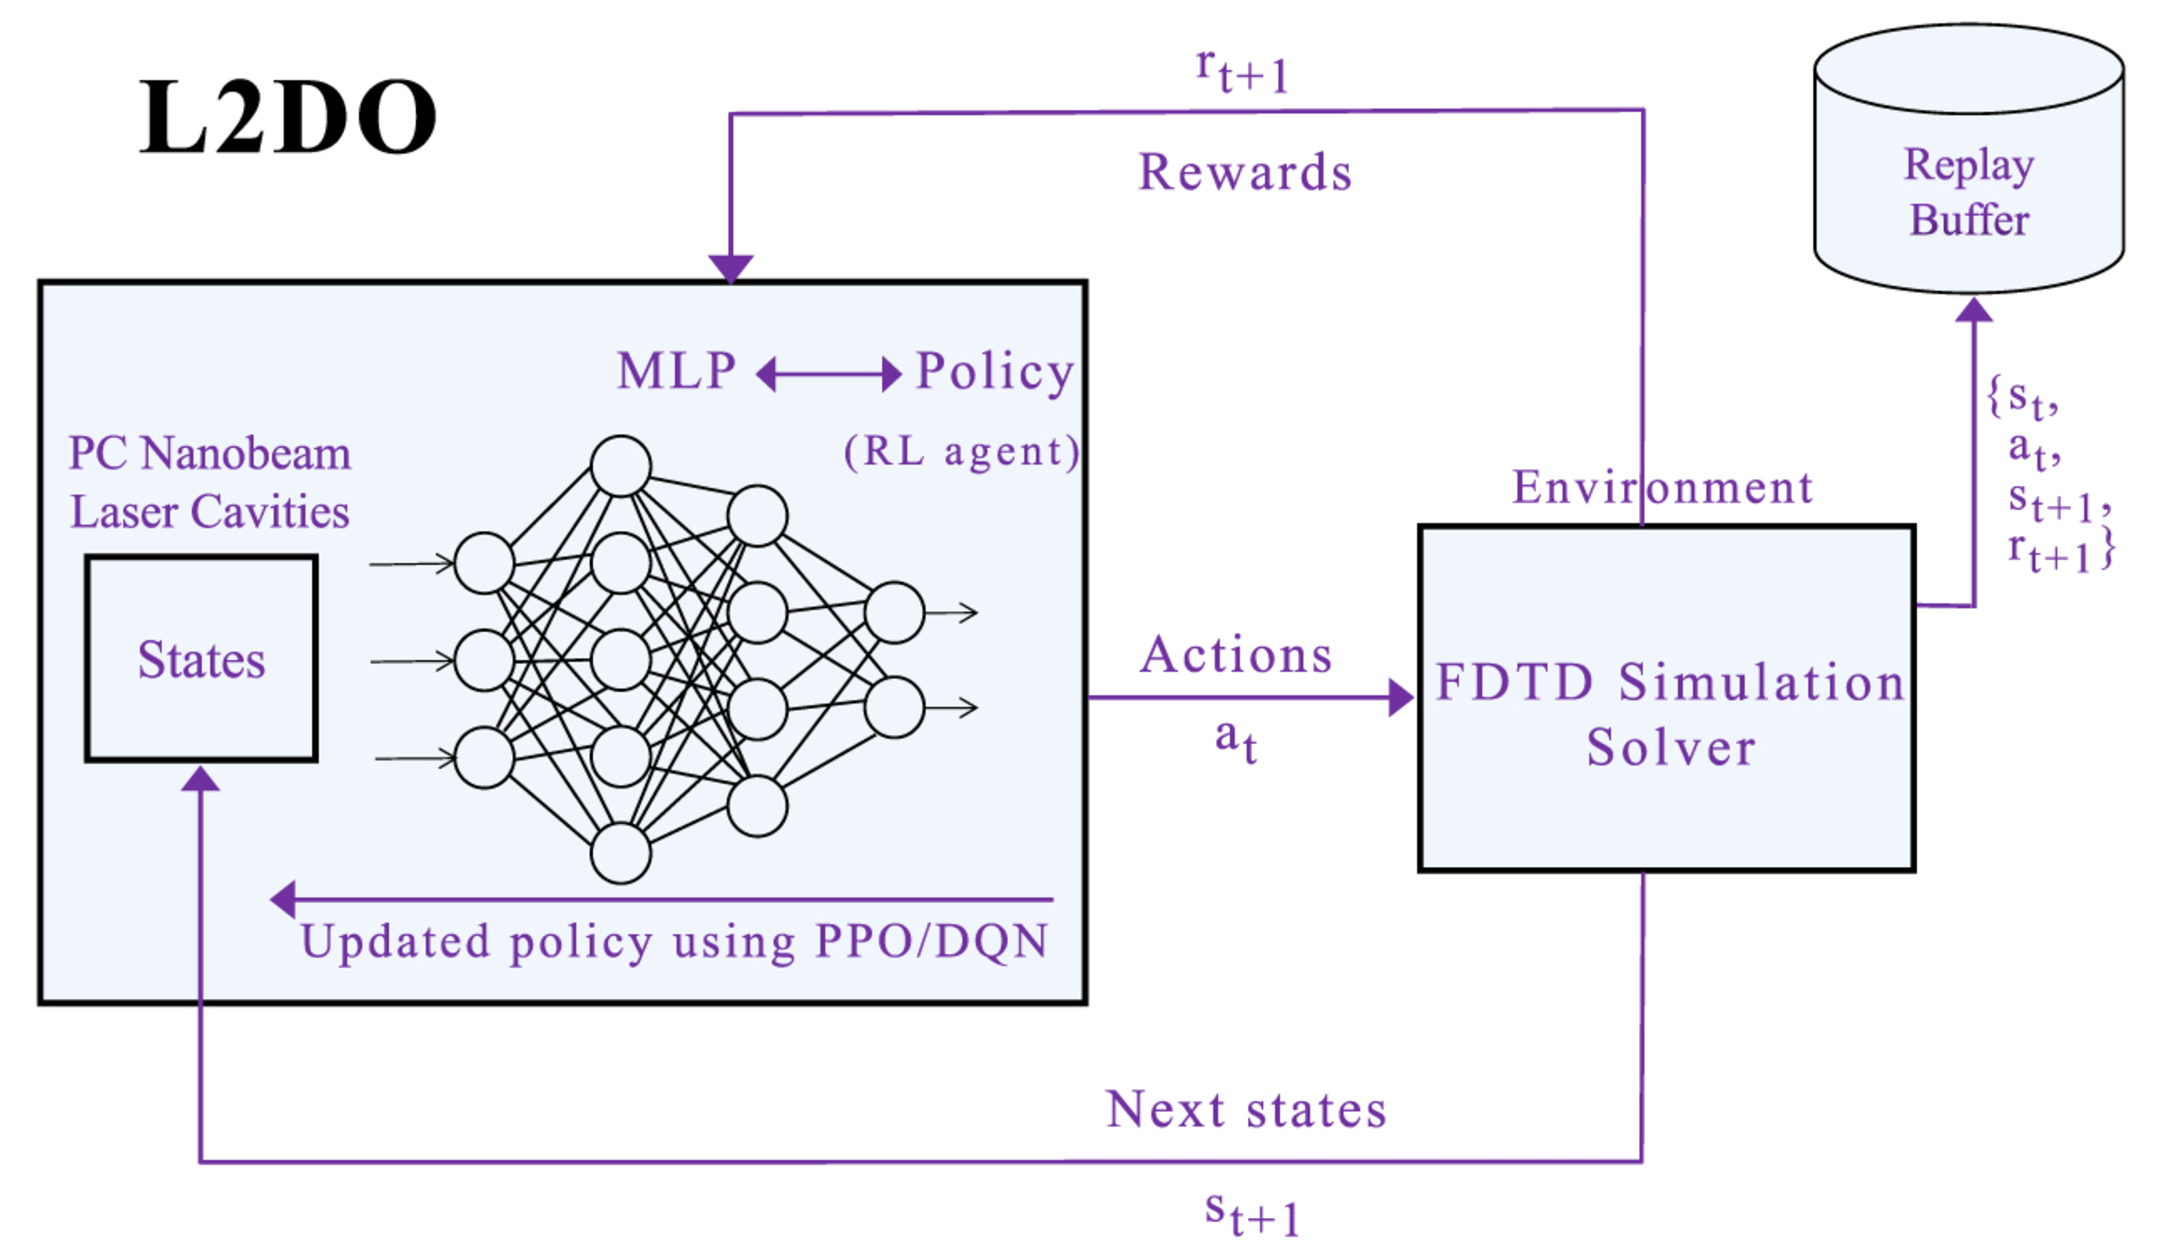 L2DO
r_{t+1}
Rewards
Replay
Buffer
MLP
Policy
(RL agent)
PC Nanobeam
Laser Cavities
States
Updated policy using PPO/DQN
Actions
a_t
Environment
FDTD Simulation
Solver
{s_t,
a_t,
s_{t+1},
r_{t+1}}
Next states
s_{t+1}